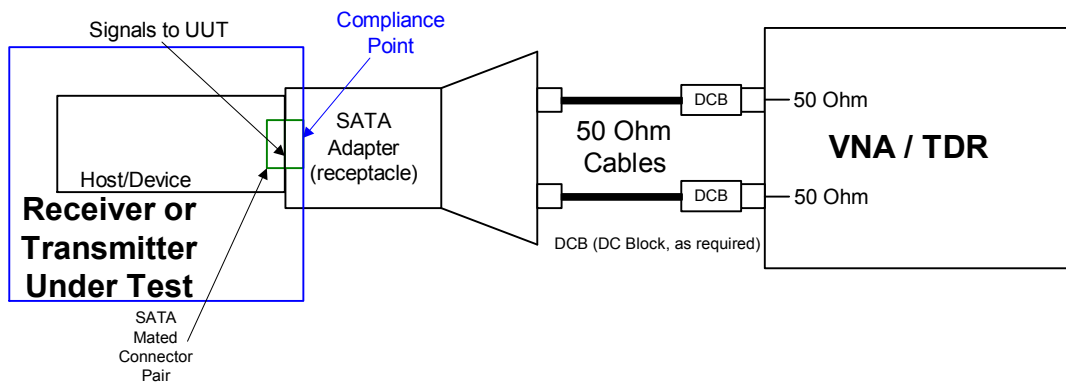 Signals to UUT
Compliance
Point
SATA
Adapter
(receptacle)
Host/Device
Receiver or
Transmitter
Under Test
SATA
Mated
Connector
Pair
50 Ohm
Cables
DCB
DCB
DCB (DC Block, as required)
50 Ohm
VNA / TDR
50 Ohm